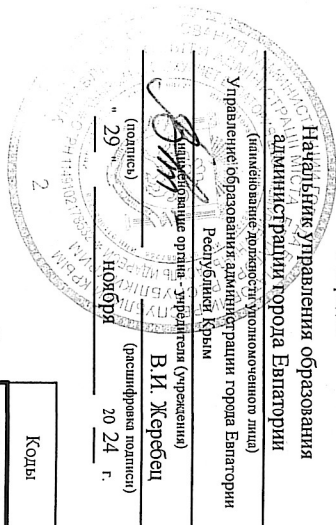 Начальник управления образования
администрации города Евпатории
(наименование должности уполномоченного лица)
Управление образования администрации города Евпатории
Республики Крым
(наименование органа - учредителя (учреждения)
В.И. Жеребец
(подпись) (расшифровка подписи)
" 29 " ноября 20 24 г.
2
Коды